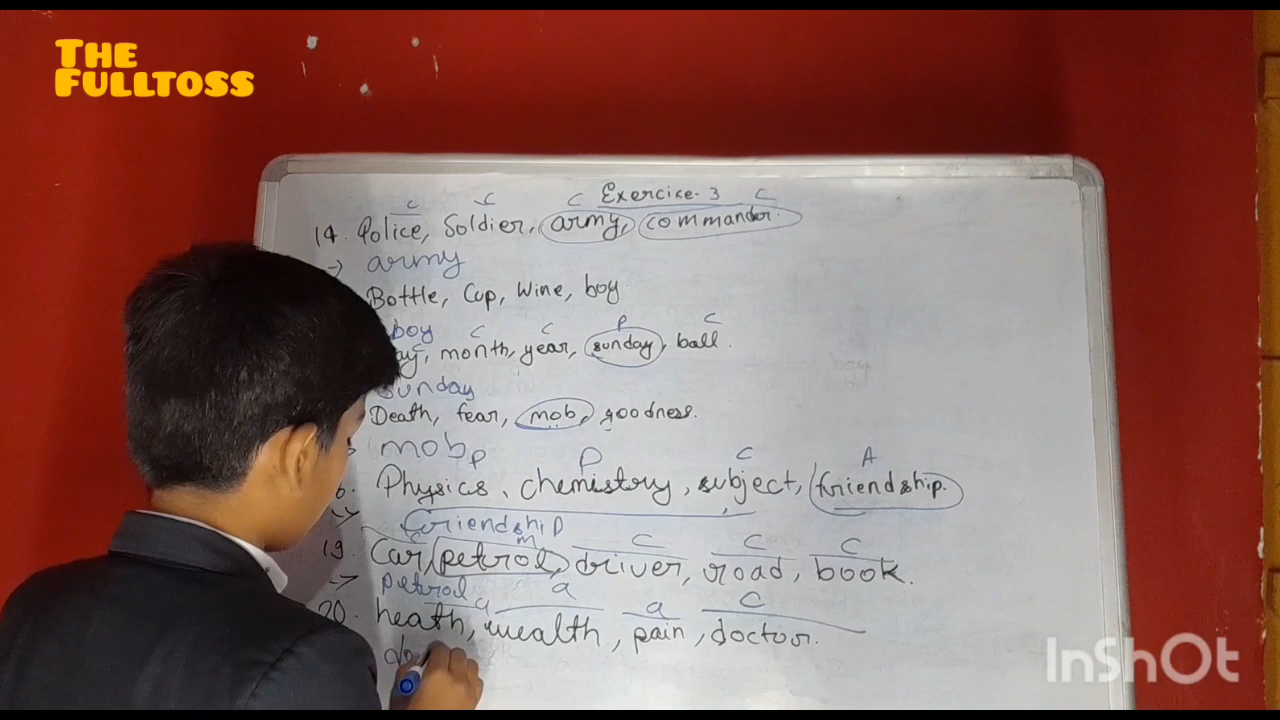 THE
FULLTOSS
Exercise-3
c c c c
14. Police, Soldier, army, commander.
→ army
Bottle, Cup, Wine, boy.
boy c c p c
month, year, sunday, ball.
sunday
Death, fear, mob, goodness.
mob
P P C A
Physics, chemistry, subject, friendship.
→ friendship
m C C C
19. Car, petrol, driver, road, book.
→ petrol
a a a C
20. heath, wealth, pain, doctor.
do
InShOt